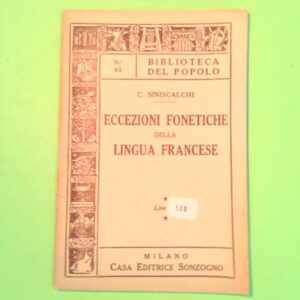 N.º
93
BIBLIOTECA
DEL POPOLO
C. SINISCALCHI
ECCEZIONI FONETICHE
DELLA
LINGUA FRANCESE
Lire
MILANO
CASA EDITRICE SONZOGNO